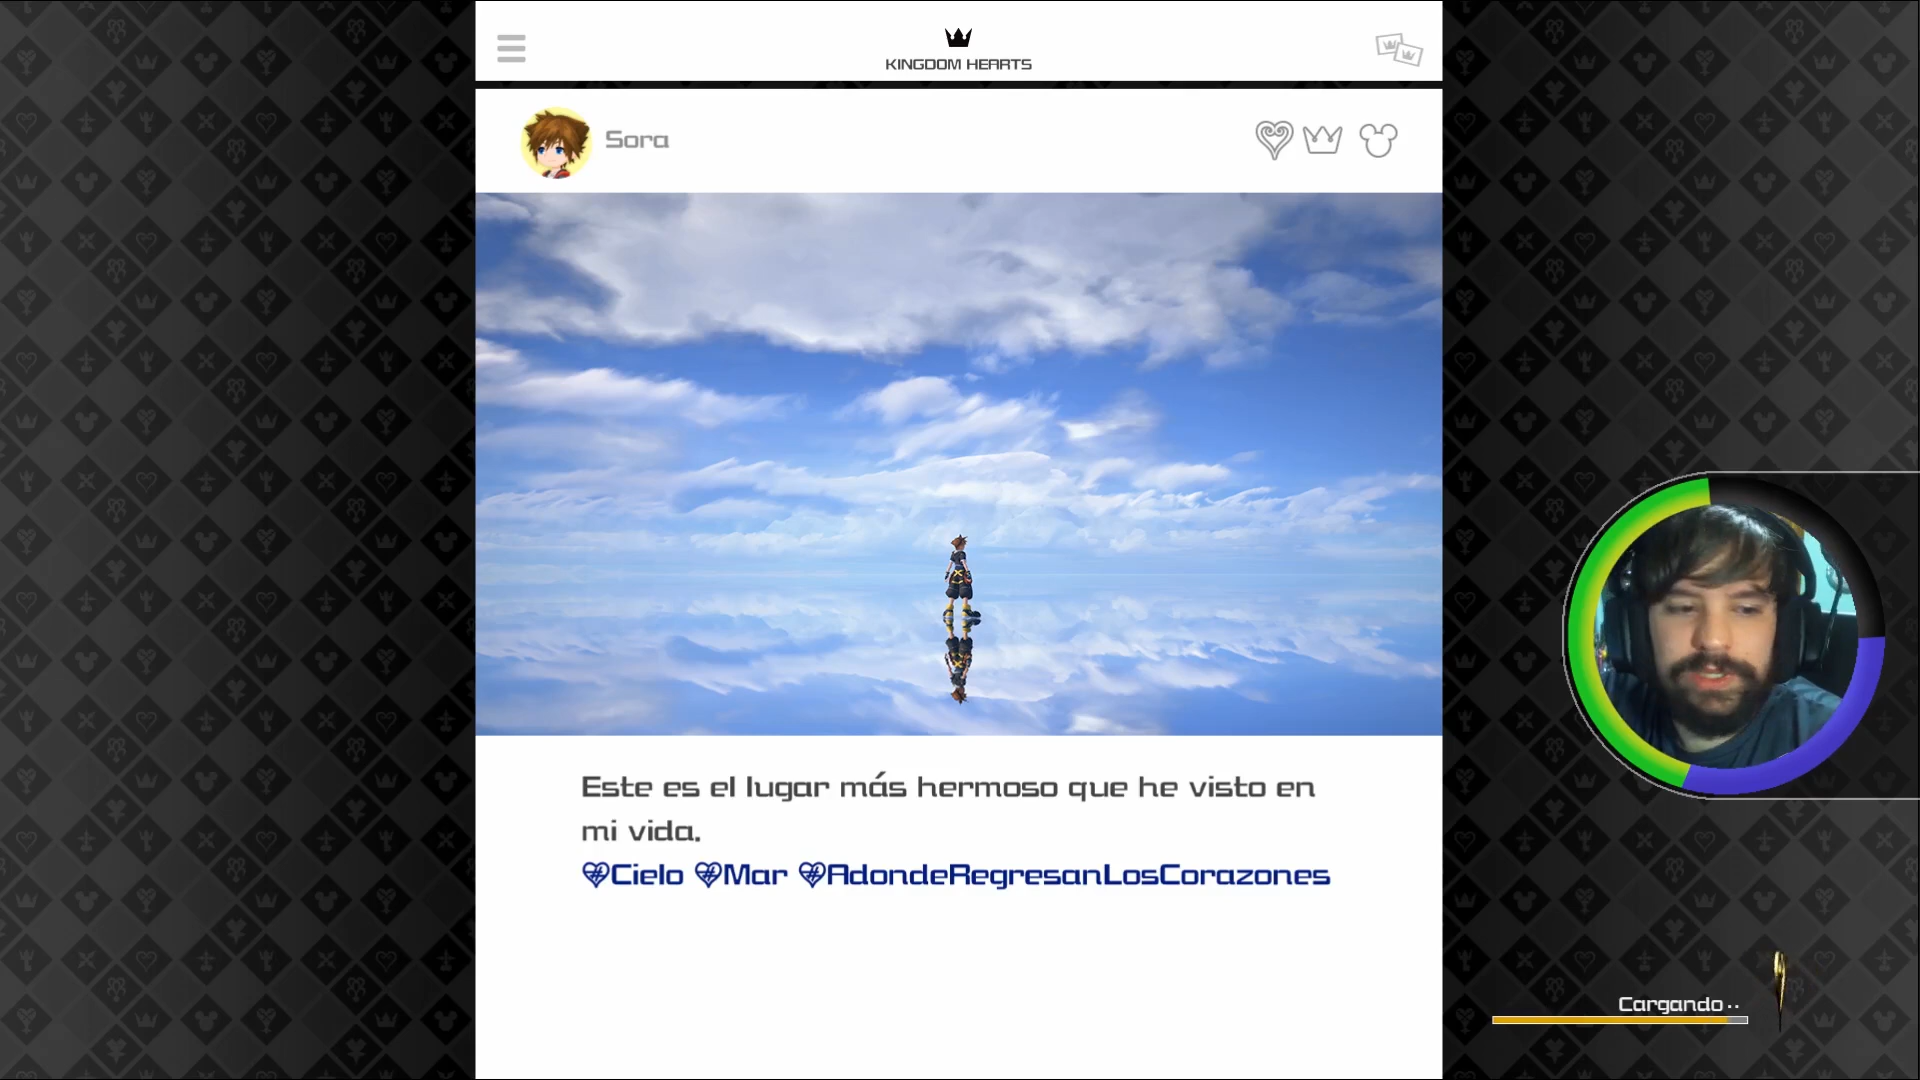 KINGDOM HEARTS
Sora
Este es el lugar más hermoso que he visto en
mi vida.
#Cielo #Mar #AdondeRegresanLosCorazones
Cargando..